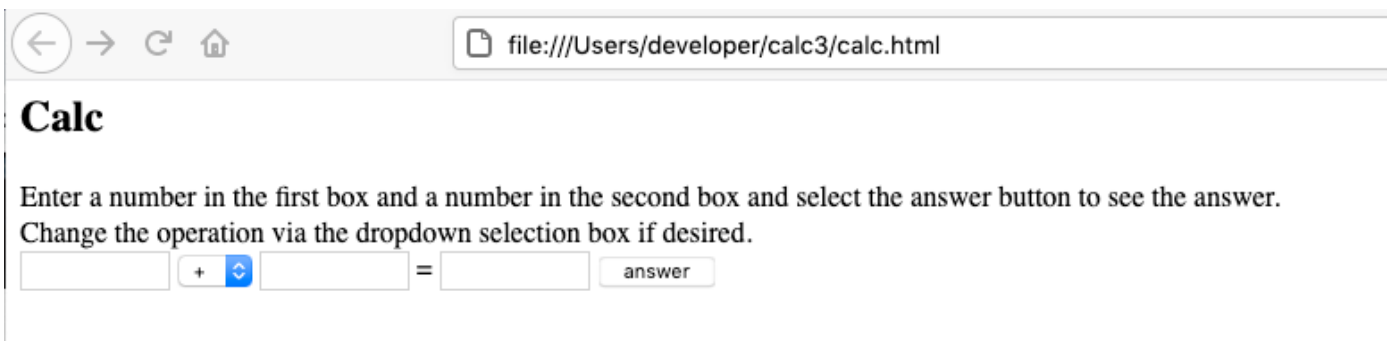 file:///Users/developer/calc3/calc.html
Calc
Enter a number in the first box and a number in the second box and select the answer button to see the answer.
Change the operation via the dropdown selection box if desired.
+ = answer